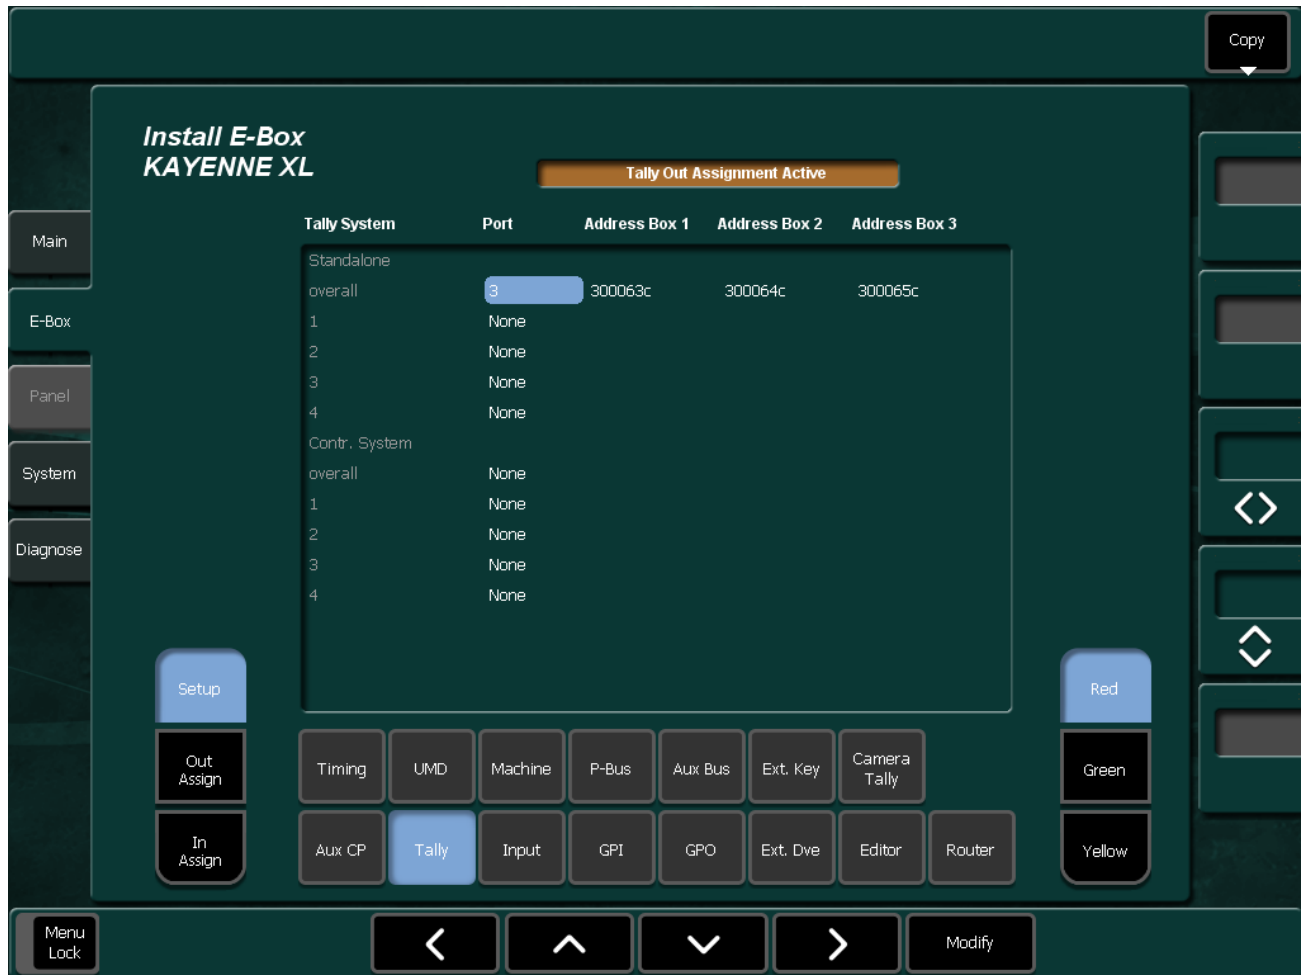 Copy
Install E-Box
KAYENNE XL
Tally Out Assignment Active
Tally System Port Address Box 1 Address Box 2 Address Box 3
Main
Standalone
overall 3 300063c 300064c 300065c
E-Box
1 None
2 None
Panel
3 None
4 None
Contr. System
System
overall None
1 None
2 None
Diagnose
3 None
4 None
Setup
Red
Out
Assign
Timing UMD Machine P-Bus Aux Bus Ext. Key Camera
Tally
Green
In
Assign
Aux CP Tally Input GPI GPO Ext. Dve Editor Router
Yellow
Menu
Lock
Modify